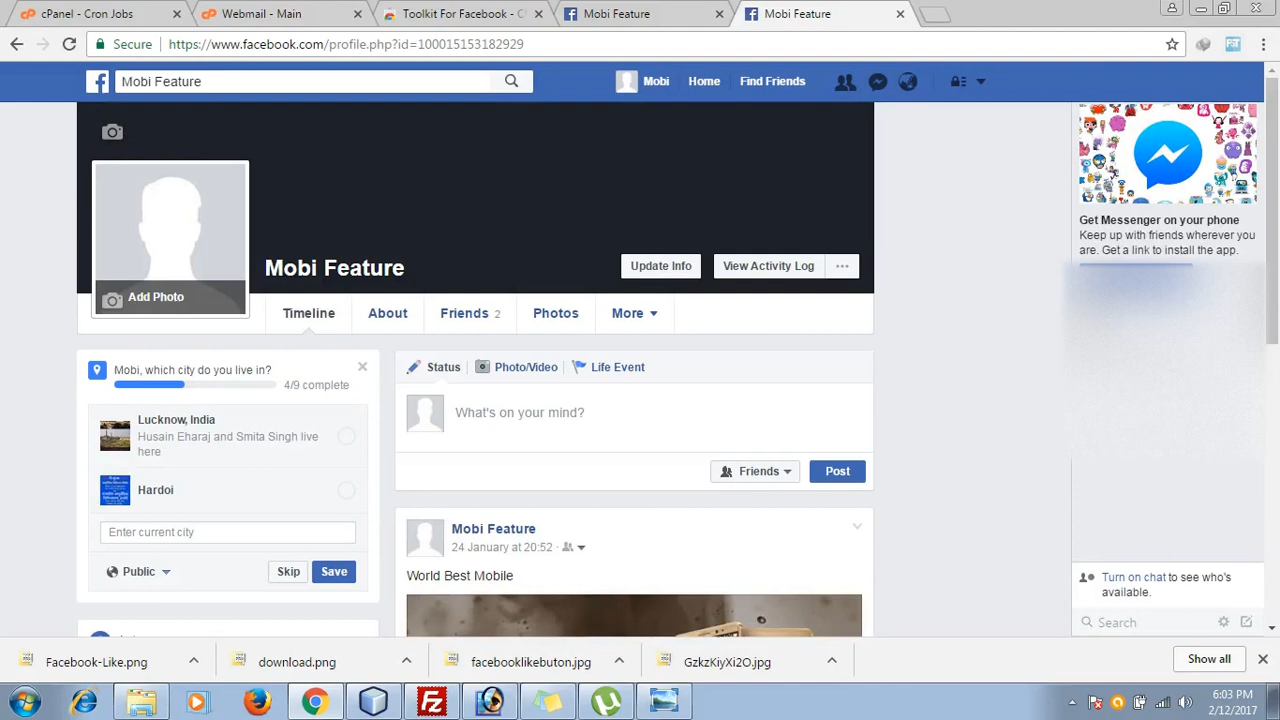 cPanel - Cron Jobs
Webmail - Main
Toolkit For Facebook - C
Mobi Feature
Mobi Feature
Secure
https://www.facebook.com/profile.php?id=100015153182929
Mobi Feature
Mobi
Home
Find Friends
Get Messenger on your phone
Keep up with friends wherever you
are. Get a link to install the app.
Mobi Feature
Update Info
View Activity Log
Add Photo
Timeline
About
Friends 2
Photos
More
Mobi, which city do you live in?
4/9 complete
Lucknow, India
Husain Eharaj and Smita Singh live
here
Hardoi
Enter current city
Public
Skip
Save
Status
Photo/Video
Life Event
What's on your mind?
Friends
Post
Mobi Feature
24 January at 20:52
World Best Mobile
Turn on chat to see who's
available.
Search
Facebook-Like.png
download.png
facebooklikebuton.jpg
GzkzKiyXi2O.jpg
Show all
6:03 PM
2/12/2017